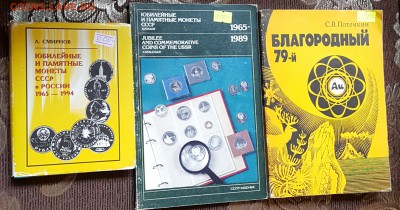 А. СМИРНОВ
ЮБИЛЕЙНЫЕ
И ПАМЯТНЫЕ
МОНЕТЫ
СССР
и РОССИИ
1965 — 1994
ЮБИЛЕЙНЫЕ
И ПАМЯТНЫЕ МОНЕТЫ
СССР
1965-
1989
JUBILEE
AND COMMEMORATIVE
COINS OF THE USSR
С.В.Потемкин
БЛАГОРОДНЫЙ
79-й
Au